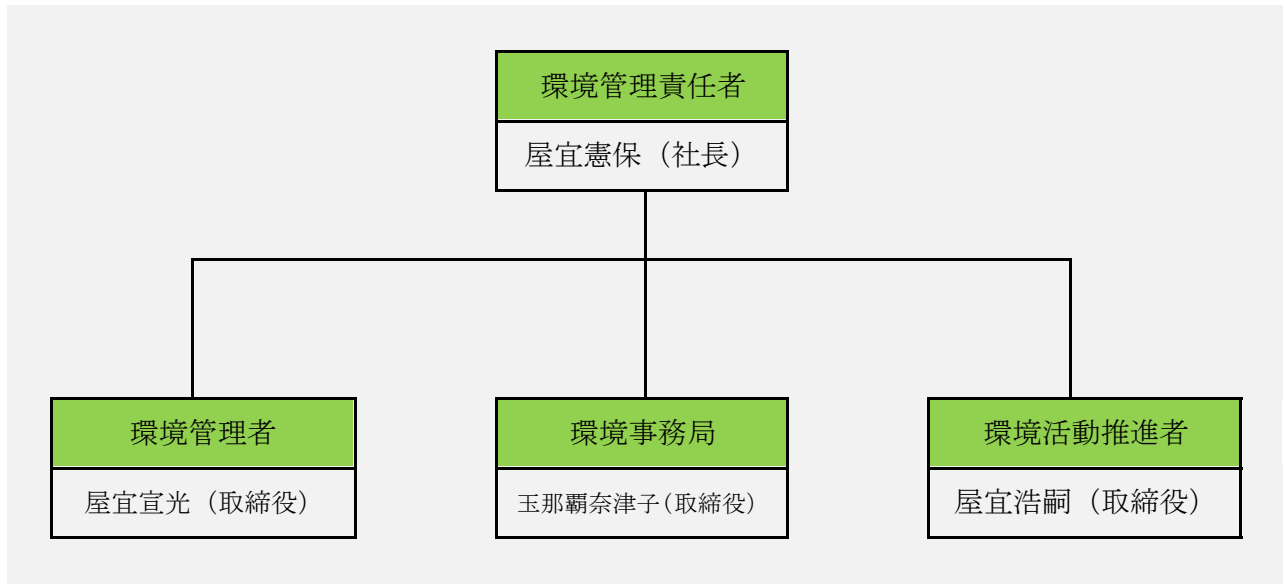 環境管理責任者
屋宜憲保（社長）
環境管理者
屋宜宣光（取締役）
環境事務局
玉那覇奈津子(取締役)
環境活動推進者
屋宜浩嗣（取締役）